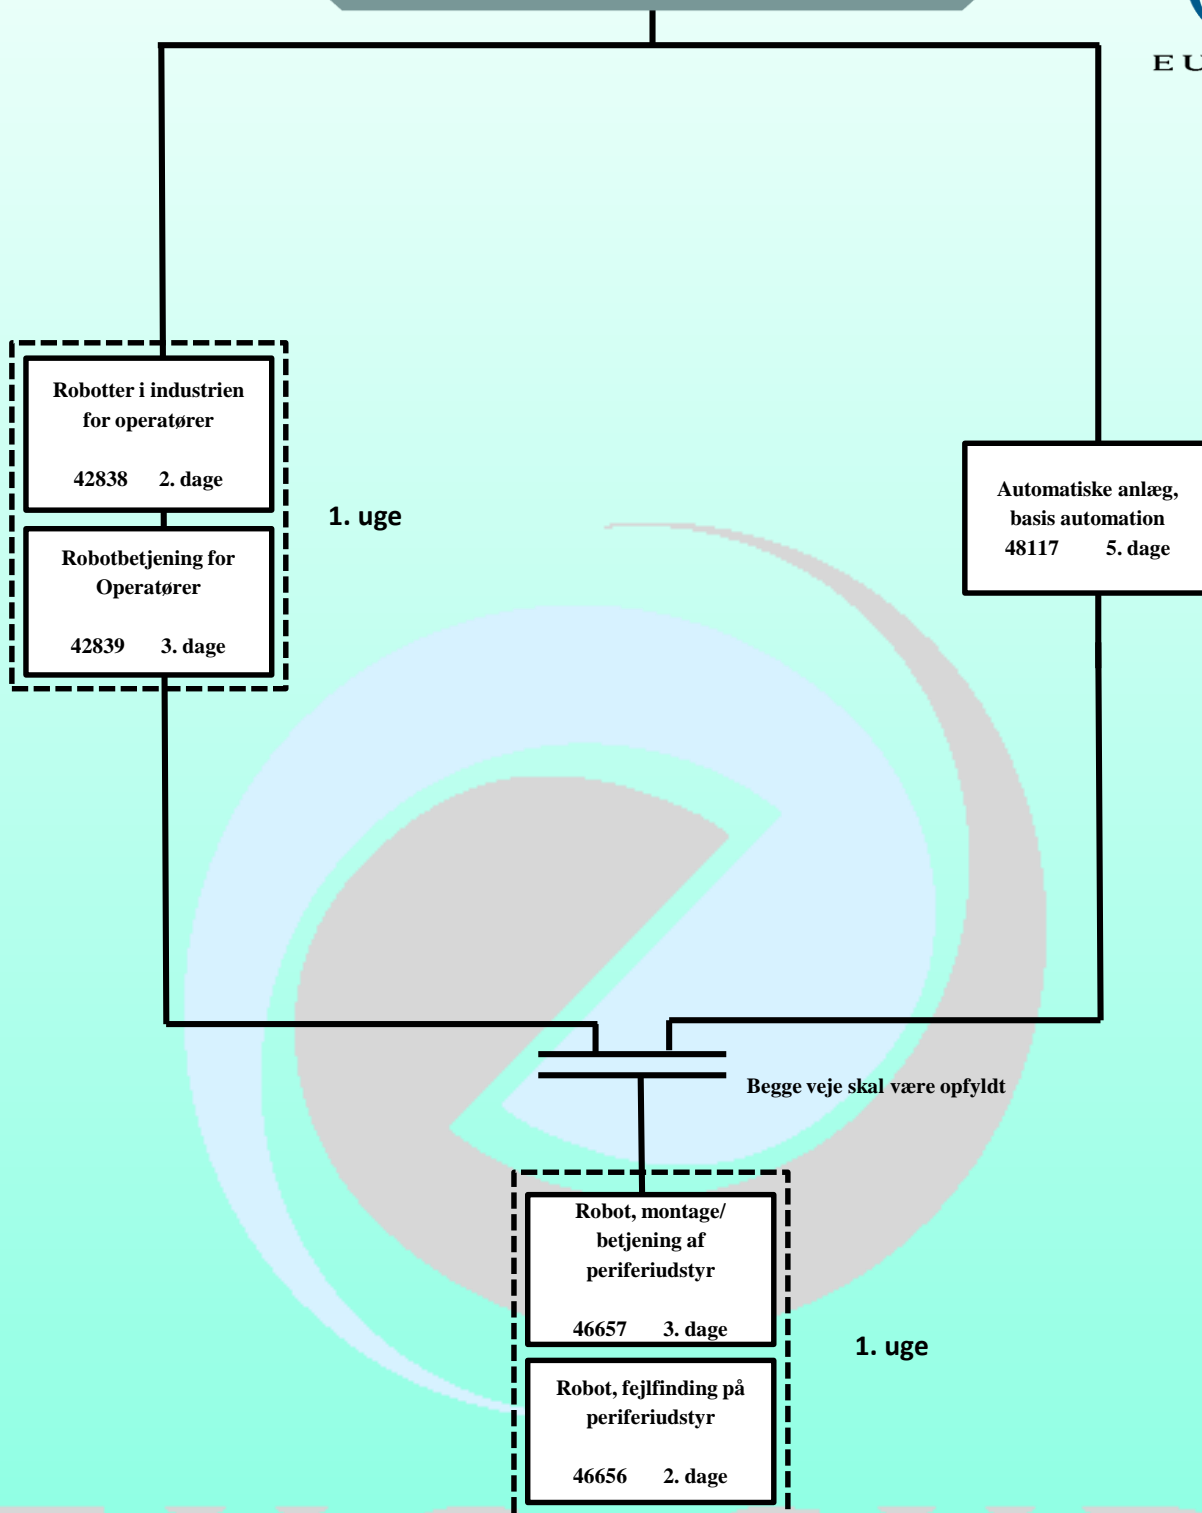 E U
Robotter i industrien
for operatører
42838 2. dage
1. uge
Robotbetjening for
Operatører
42839 3. dage
Automatiske anlæg,
basis automation
48117 5. dage
Begge veje skal være opfyldt
Robot, montage/
betjening af
periferiudstyr
46657 3. dage
1. uge
Robot, fejlfinding på
periferiudstyr
46656 2. dage